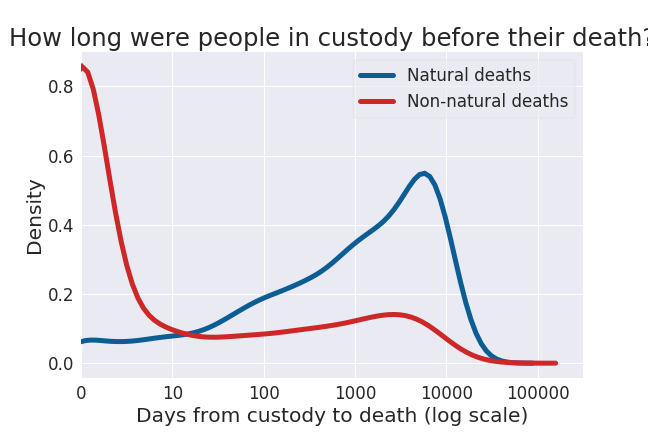 How long were people in custody before their death?
Natural deaths
Non-natural deaths
Density
0.8
0.6
0.4
0.2
0.0
0 10 100 1000 10000 100000
Days from custody to death (log scale)